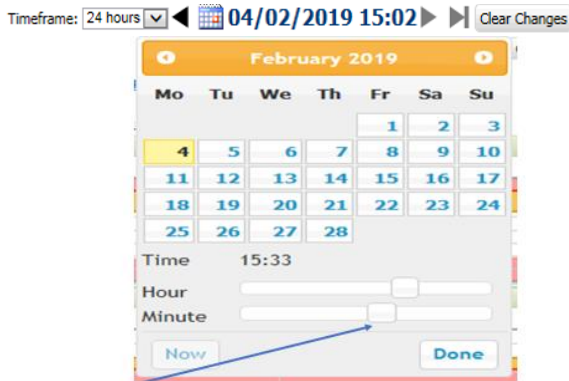 Timeframe: 24 hours 04/02/2019 15:02 Clear Changes
February 2019
Mo Tu We Th Fr Sa Su
1 2 3
4 5 6 7 8 9 10
11 12 13 14 15 16 17
18 19 20 21 22 23 24
25 26 27 28
Time 15:33
Hour
Minute
Now Done